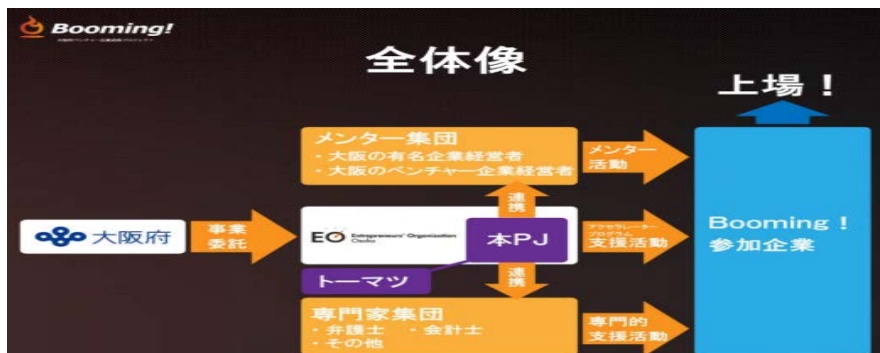 Booming!
全体像
上場！
メンター集団
・大阪の有名企業経営者
・大阪のベンチャー企業経営者
メンター
活動
連携
大阪府
事業
委託
EO Entrepreneurs' Organization
Osaka
本PJ
アクセラレーター
プログラム
支援活動
Booming！
参加企業
トーマツ
連携
専門家集団
・弁護士 ・会計士
・その他
専門的
支援活動